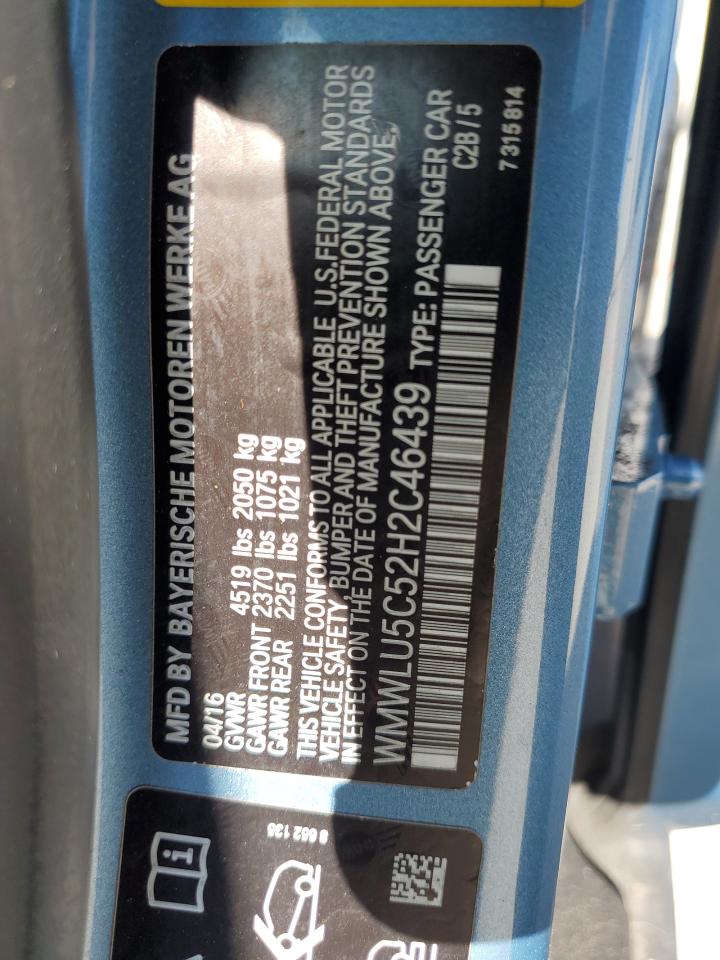 MFD BY BAYERISCHE MOTOREN WERKE AG
04/16
GVWR 4519 lbs 2050 kg
GAWR FRONT 2370 lbs 1075 kg
GAWR REAR 2251 lbs 1021 kg
THIS VEHICLE CONFORMS TO ALL APPLICABLE U.S.FEDERAL MOTOR
VEHICLE SAFETY, BUMPER AND THEFT PREVENTION STANDARDS
IN EFFECT ON THE DATE OF MANUFACTURE SHOWN ABOVE.
WMWLU5C52H2C46439 TYPE: PASSENGER CAR
C2B / 5
7 315 814
8 652 135